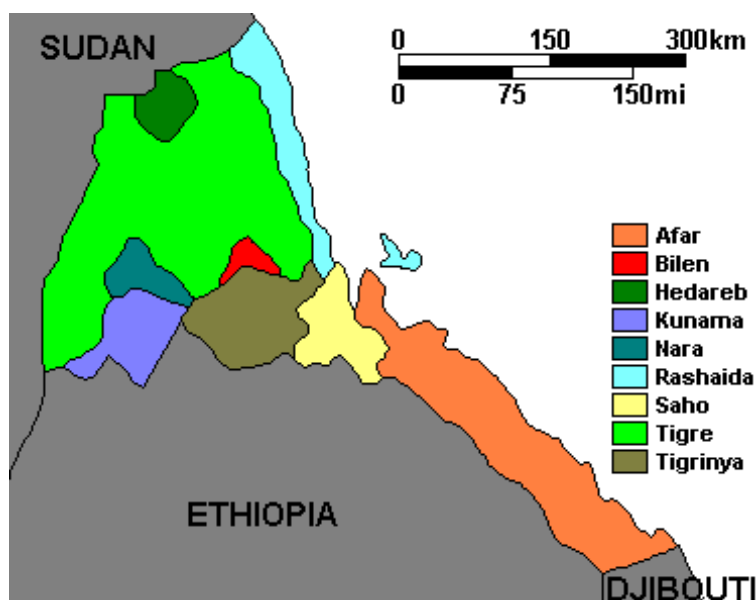 SUDAN
0 150 300km
0 75 150mi
Afar
Bilen
Hedareb
Kunama
Nara
Rashaida
Saho
Tigre
Tigrinya
ETHIOPIA
DJIBOUTI